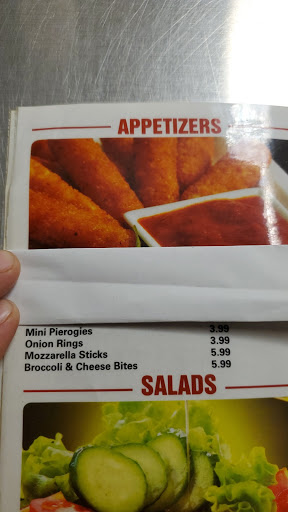 APPETIZERS
Mini Pierogies 3.99
Onion Rings 3.99
Mozzarella Sticks 5.99
Broccoli & Cheese Bites 5.99
SALADS